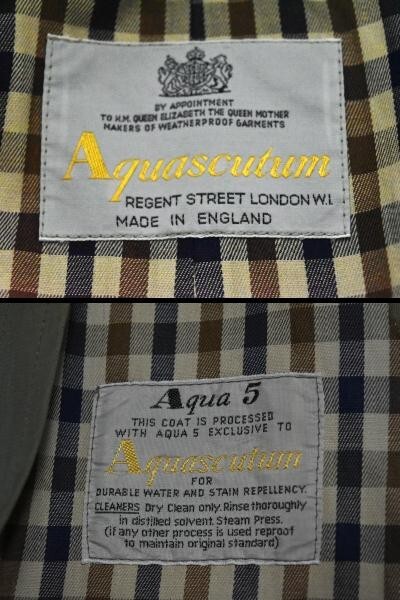 BY APPOINTMENT
TO H.M. QUEEN ELIZABETH THE QUEEN MOTHER
MAKERS OF WEATHERPROOF GARMENTS
Aquascutum
REGENT STREET LONDON W.1.
MADE IN ENGLAND
Aqua 5
THIS COAT IS PROCESSED
WITH AQUA 5 EXCLUSIVE TO
Aquascutum
FOR
DURABLE WATER AND STAIN REPELLENCY.
CLEANERS Dry Clean only. Rinse thoroughly
in distilled solvent. Steam Press.
(if any other process is used reproof
to maintain original standard)